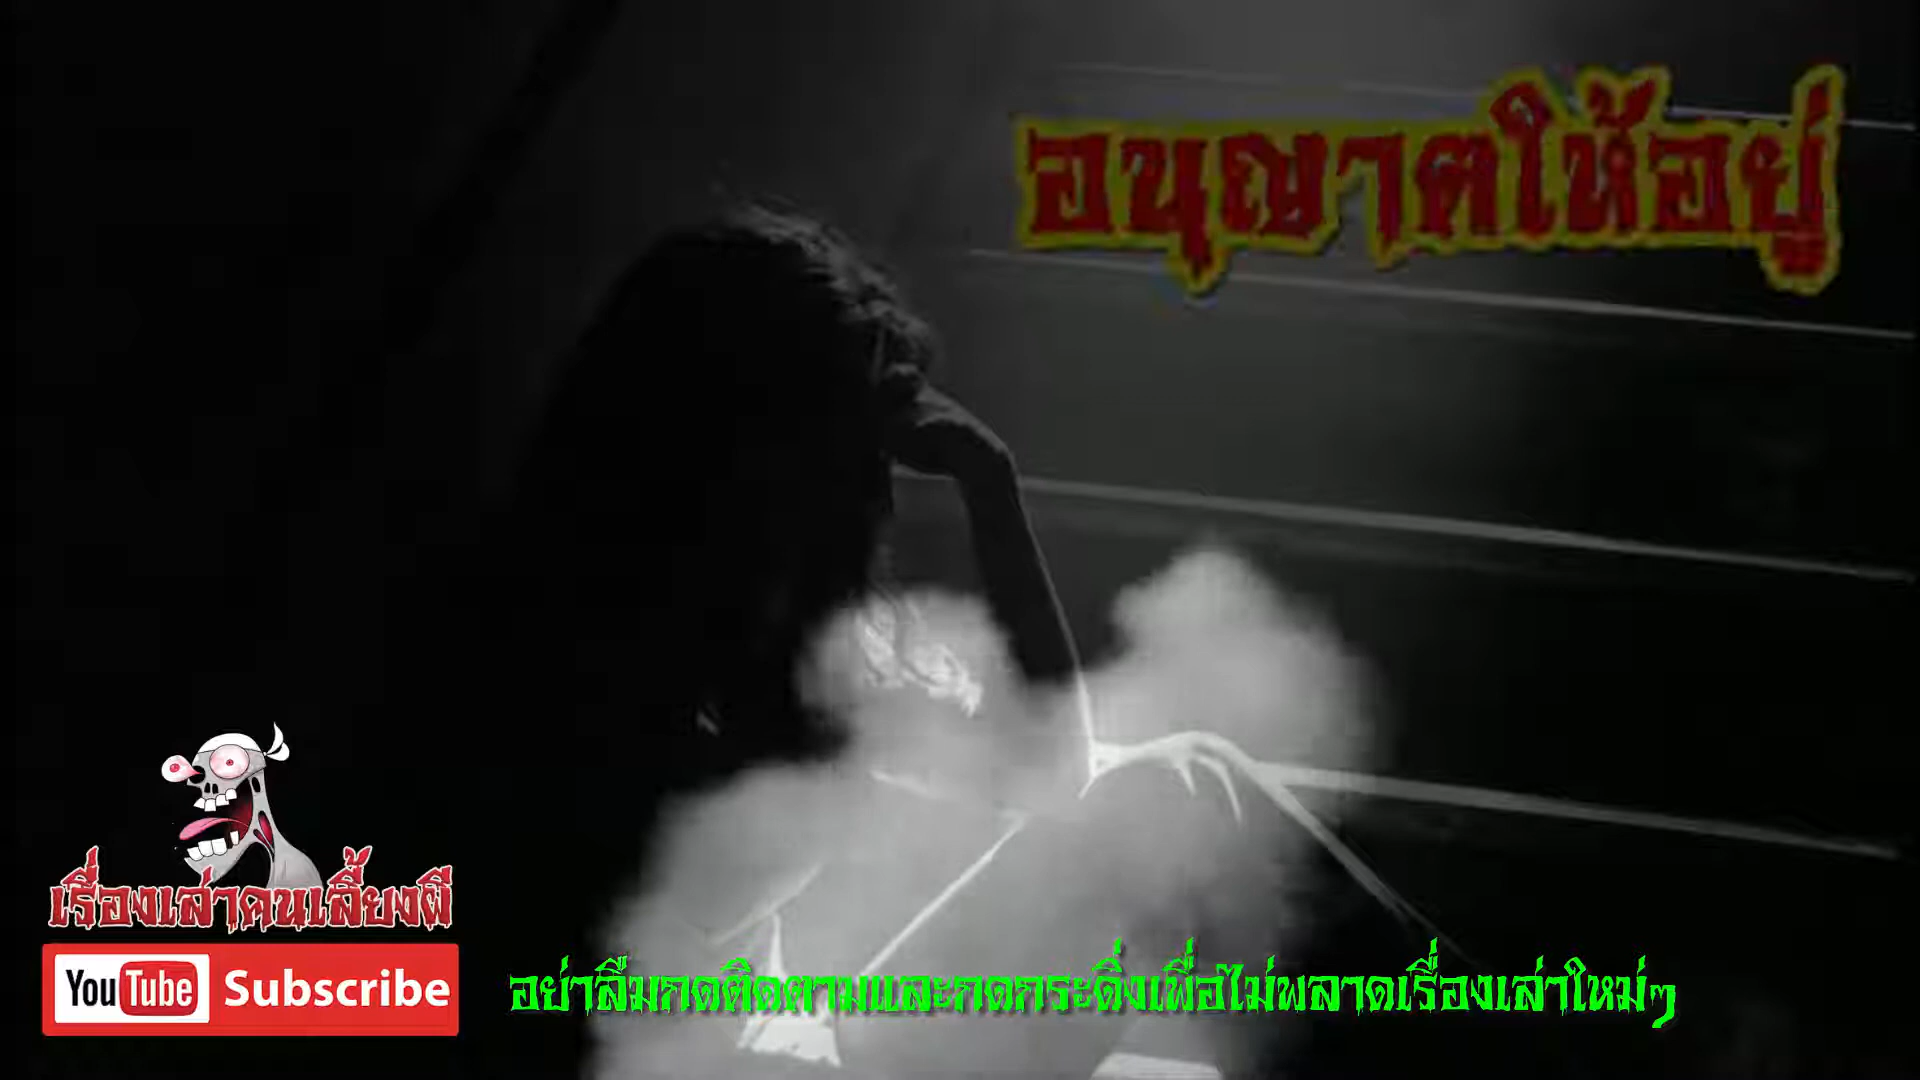 อนุญาตให้อยู่
เรื่องเล่าคนเลี้ยงผี
YouTube Subscribe
อย่าลืมกดติดตามและกดกระดิ่งเพื่อไม่พลาดเรื่องเล่าใหม่ๆ